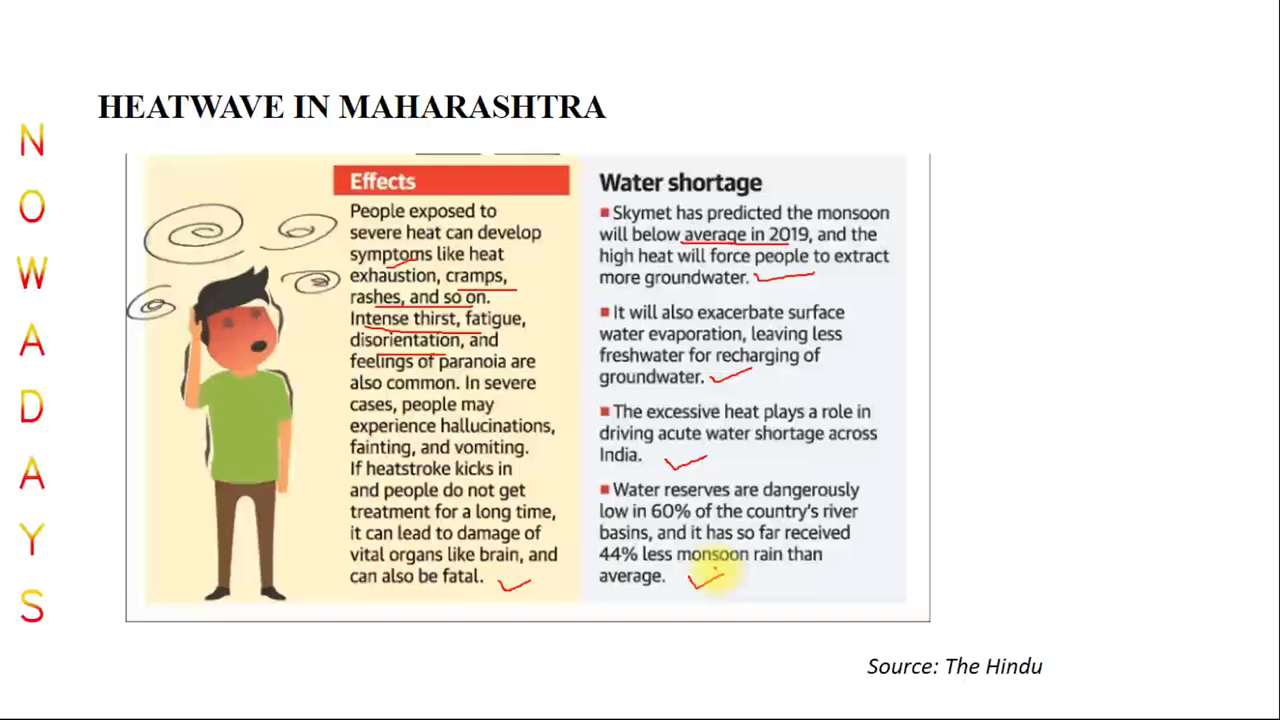 HEATWAVE IN MAHARASHTRA
NOWADAYS
Effects
People exposed to
severe heat can develop
symptoms like heat
exhaustion, cramps,
rashes, and so on.
Intense thirst, fatigue,
disorientation, and
feelings of paranoia are
also common. In severe
cases, people may
experience hallucinations,
fainting, and vomiting.
If heatstroke kicks in
and people do not get
treatment for a long time,
it can lead to damage of
vital organs like brain, and
can also be fatal.
Water shortage
Skymet has predicted the monsoon
will below average in 2019, and the
high heat will force people to extract
more groundwater.
It will also exacerbate surface
water evaporation, leaving less
freshwater for recharging of
groundwater.
The excessive heat plays a role in
driving acute water shortage across
India.
Water reserves are dangerously
low in 60% of the country's river
basins, and it has so far received
44% less monsoon rain than
average.
Source: The Hindu